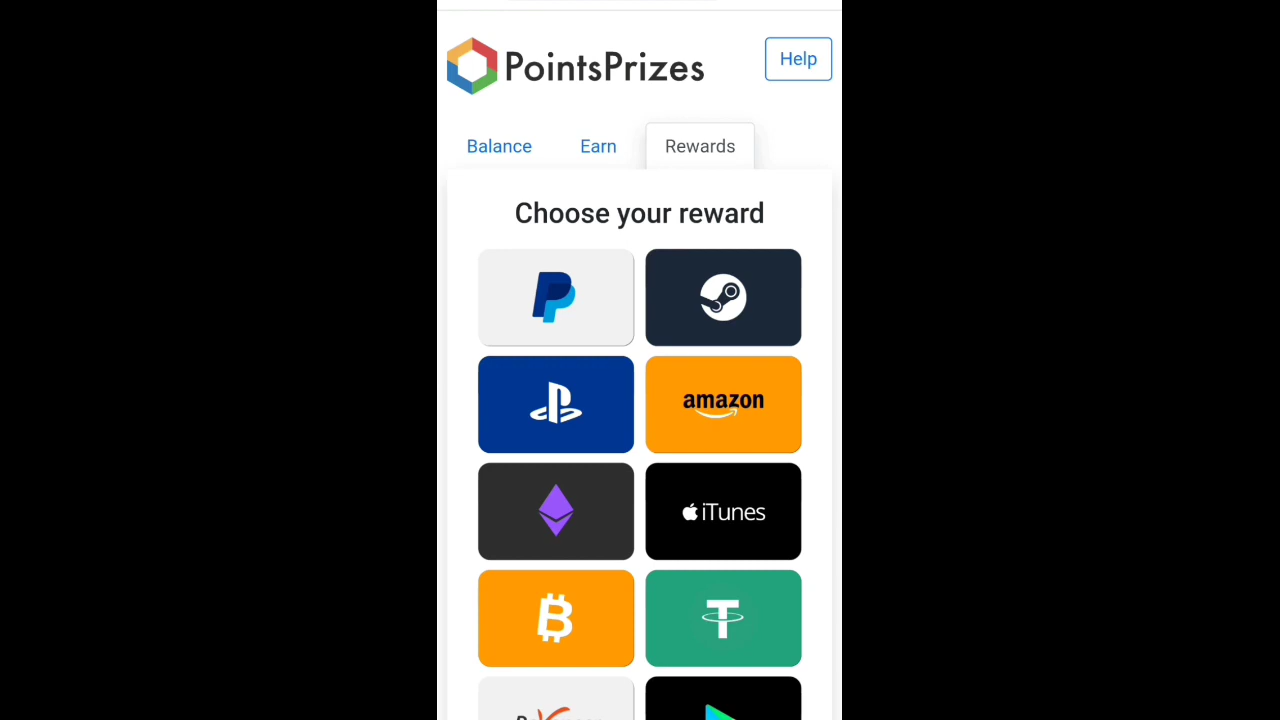 PointsPrizes
Help
Balance Earn Rewards
Choose your reward
amazon
iTunes